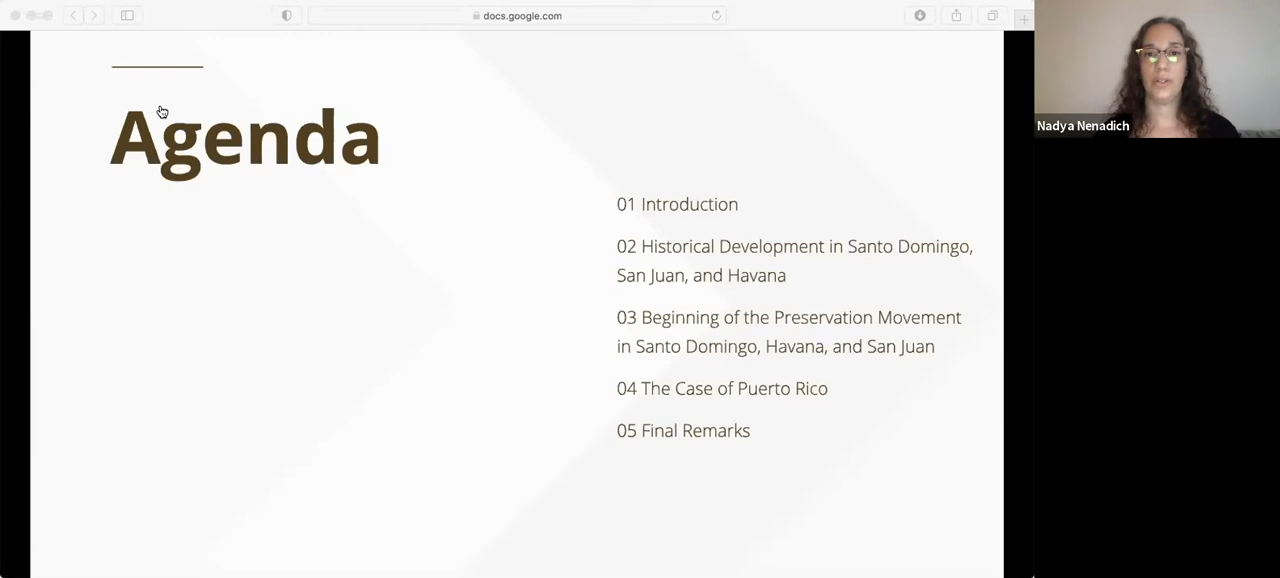 docs.google.com
Agenda
01 Introduction
02 Historical Development in Santo Domingo,
San Juan, and Havana
03 Beginning of the Preservation Movement
in Santo Domingo, Havana, and San Juan
04 The Case of Puerto Rico
05 Final Remarks
Nadya Nenadich